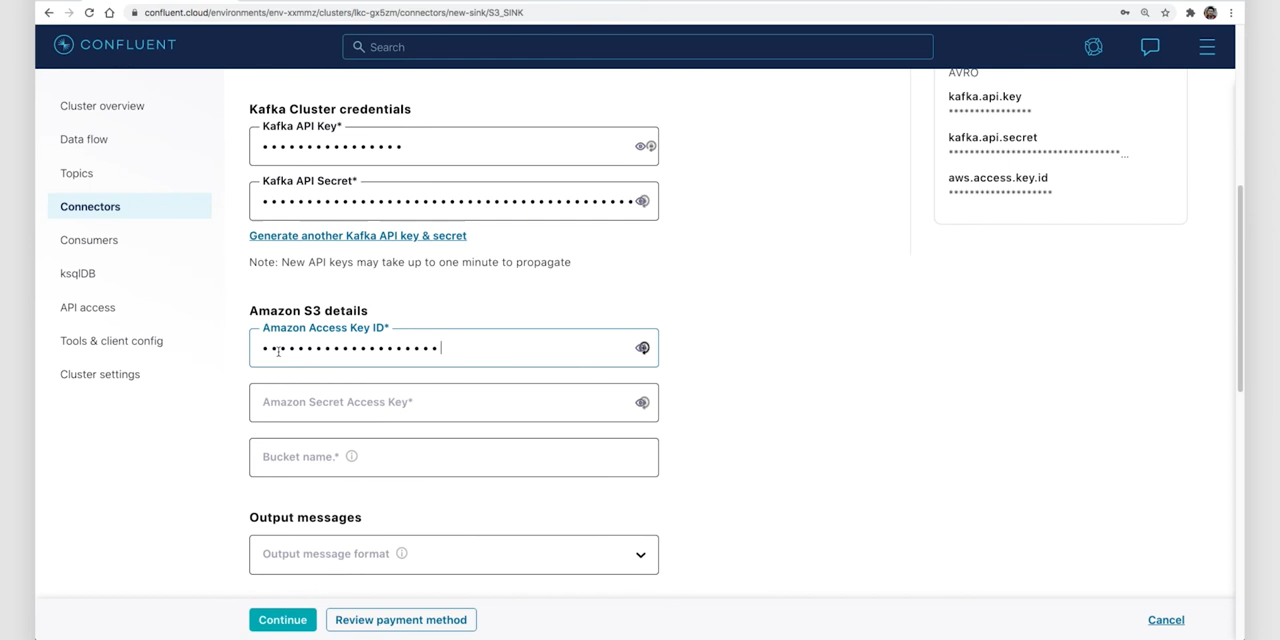 confluent.cloud/environments/env-xxmmz/clusters/lkc-gx5zm/connectors/new-sink/S3_SINK
CONFLUENT
Search
Cluster overview
Data flow
Topics
Connectors
Consumers
ksqlDB
API access
Tools & client config
Cluster settings
Kafka Cluster credentials
Kafka API Key*
••••••••••••••••
Kafka API Secret*
Generate another Kafka API key & secret
Note: New API keys may take up to one minute to propagate
Amazon S3 details
Amazon Access Key ID*
••••••••••••••••••••
Amazon Secret Access Key*
Bucket name.*
Output messages
Output message format
Continue
Review payment method
Cancel
AVRO
kafka.api.key
****************
kafka.api.secret
********************************...
aws.access.key.id
********************